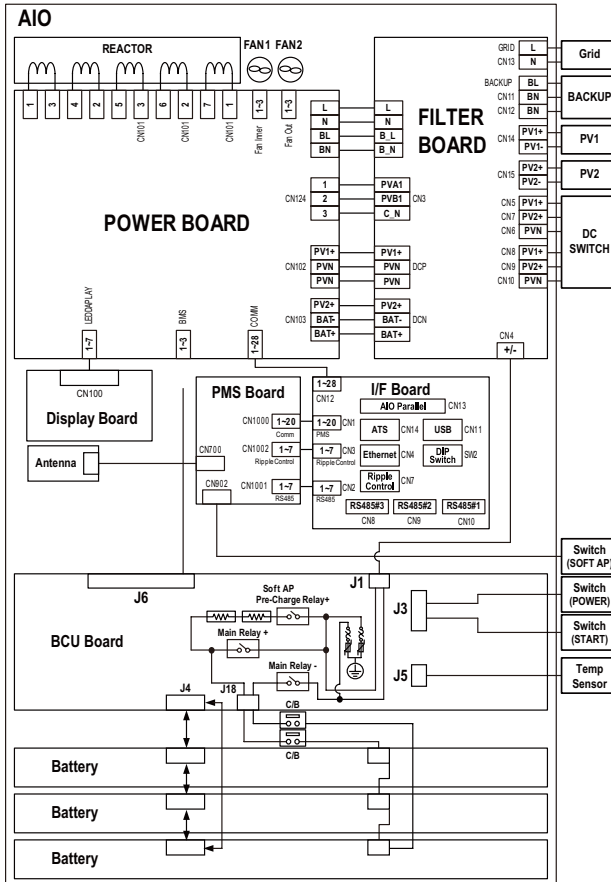 AIO
REACTOR
FAN1 FAN2
1
3
4
2
5
3
6
2
7
1
1~3
1~3
CN101
CN101
CN101
Fan Inner
Fan Out
POWER BOARD
L
N
BL
BN
CN124
1
2
3
CN102
PV1+
PVN
PVN
CN103
PV2+
BAT-
BAT+
LEDDAPLAY
1~7
BMS
1~3
COMM
1~28
FILTER
BOARD
L
N
B_L
B_N
PVA1
PVB1
C_N
CN3
PV1+
PVN
PVN
DCP
PV2+
BAT-
BAT+
DCN
GRID L
CN13 N
BACKUP BL
CN11 BN
CN12 BN
CN14
PV1+
PV1-
CN15
PV2+
PV2-
CN5 PV1+
CN7 PV2+
CN6 PVN
CN8 PV1+
CN9 PV2+
CN10 PVN
CN4
+/-
Grid
BACKUP
PV1
PV2
DC
SWITCH
CN100
Display Board
Antenna
PMS Board
CN1000 1~20
Comm
CN1002 1~7
Ripple Control
CN1001 1~7
RS485
CN700
CN902
I/F Board
1~28
CN12
AIO Parallel CN13
1~20 CN1
PMS
ATS CN14
USB CN11
1~7 CN3
Ripple Control
Ethernet CN4
DIP
Switch
SW2
1~7 CN2
RS485
Ripple
Control
CN7
RS485#3
RS485#2
RS485#1
CN8
CN9
CN10
Switch
(SOFT AP)
Switch
(POWER)
Switch
(START)
Temp
Sensor
BCU Board
J6
J1
J3
J5
Soft AP
Pre-Charge Relay+
Main Relay +
Main Relay -
J4
J18
C/B
C/B
Battery
Battery
Battery